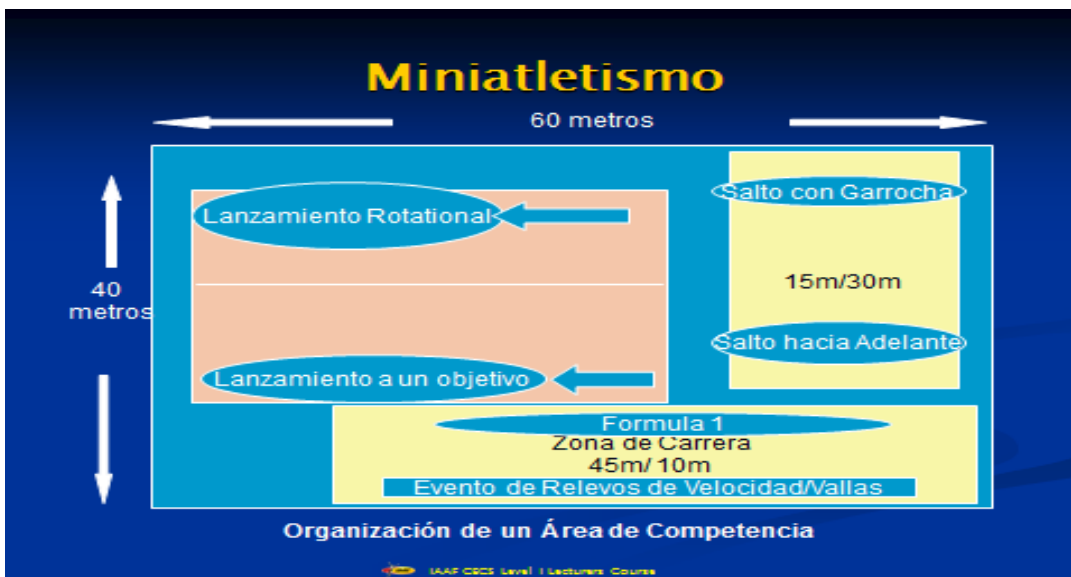 Miniatletismo
60 metros
Salto con Garrocha
Lanzamiento Rotational
15m/30m
40
metros
Salto hacia Adelante
Lanzamiento a un objetivo
Formula 1
Zona de Carrera
45m/ 10m
Evento de Relevos de Velocidad/Vallas
Organización de un Área de Competencia
IAAF CECS Level I Lecturers Course